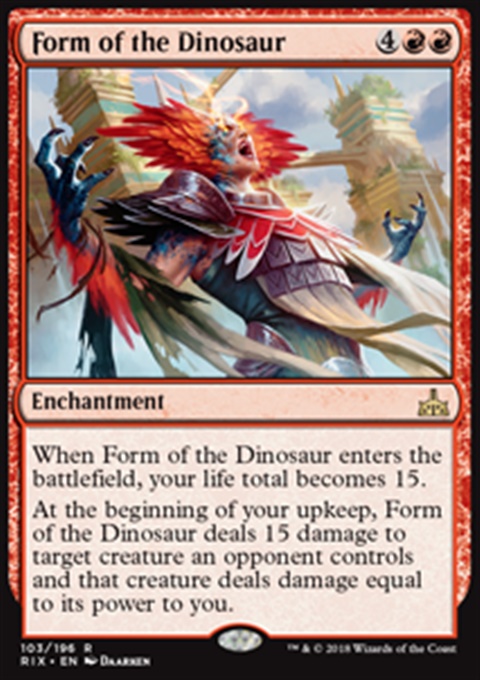 Form of the Dinosaur 4
Enchantment
When Form of the Dinosaur enters the
battlefield, your life total becomes 15.
At the beginning of your upkeep, Form
of the Dinosaur deals 15 damage to
target creature an opponent controls
and that creature deals damage equal
to its power to you.
103/196 R
RIX • EN DAARKEN
™ & © 2018 Wizards of the Coast